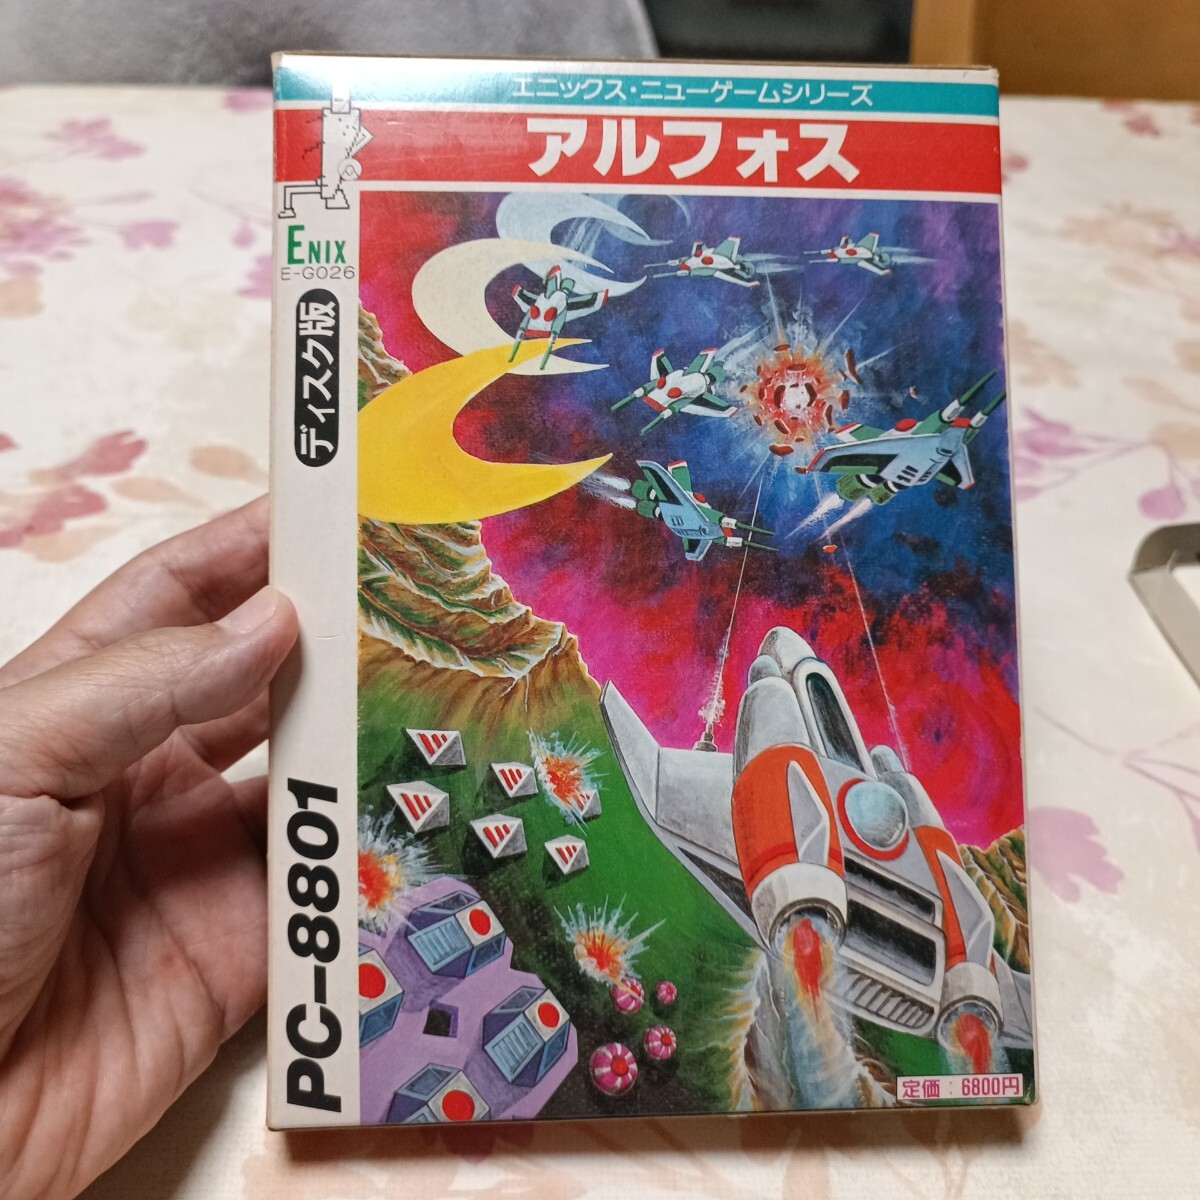 エニックス・ニューゲームシリーズ
アルフォス
ENIX
E-G026
ディスク版
PC-8801
定価：6800円